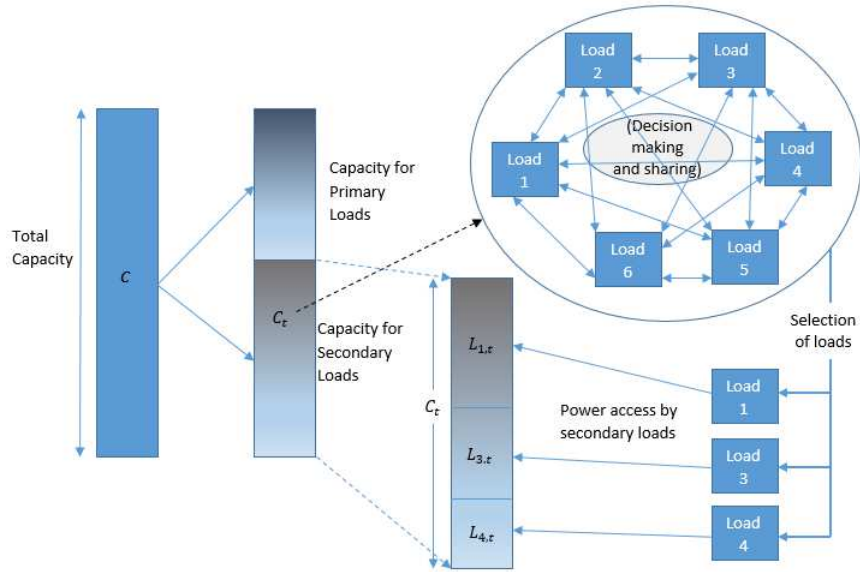 Load
2
Load
3
(Decision
making
and sharing)
Load
1
Load
4
Load
6
Load
5
Capacity for
Primary
Loads
Total
Capacity
C
C_t
Capacity for
Secondary
Loads
Selection
of loads
L_{1,t}
C_t
Power access by
secondary loads
Load
1
L_{3.t}
Load
3
L_{4,t}
Load
4